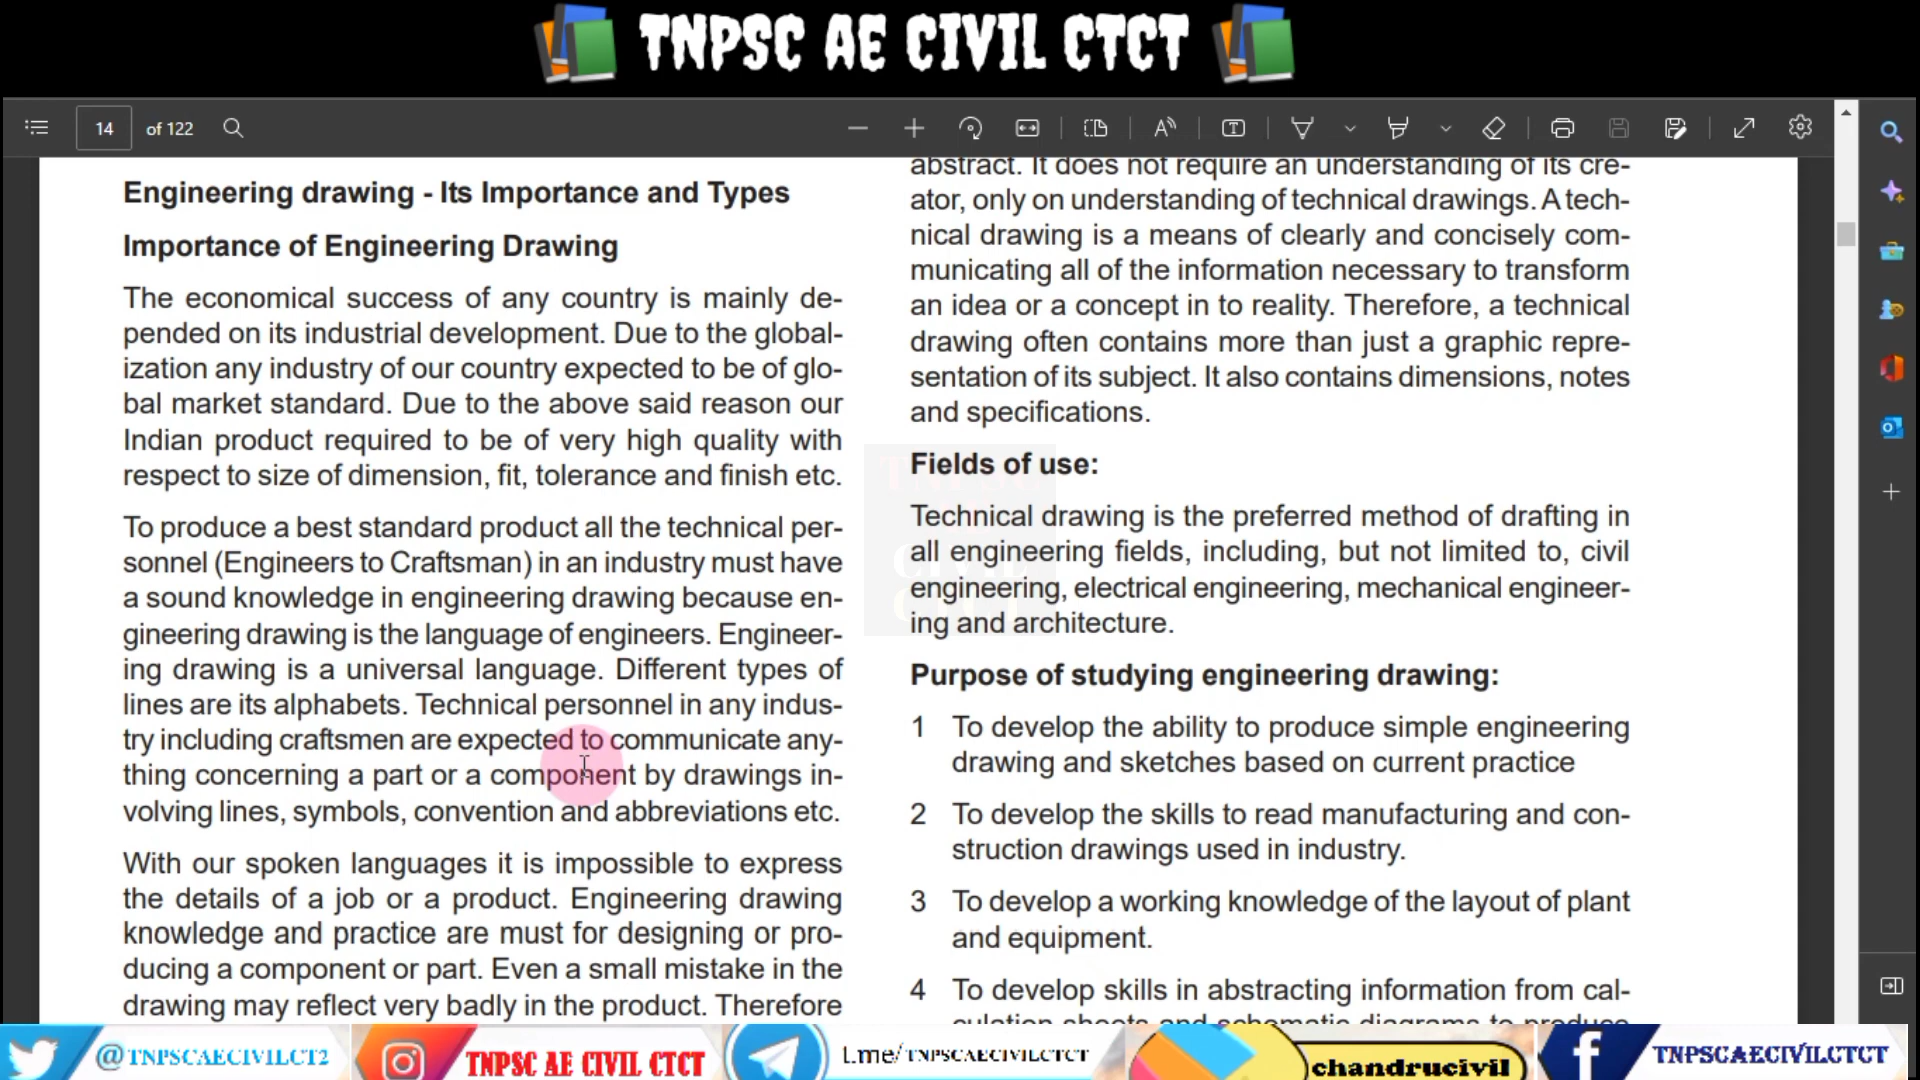 TNPSC AE CIVIL CTCT
14 of 122
Engineering drawing - Its Importance and Types
Importance of Engineering Drawing
The economical success of any country is mainly de-
pended on its industrial development. Due to the global-
ization any industry of our country expected to be of glo-
bal market standard. Due to the above said reason our
Indian product required to be of very high quality with
respect to size of dimension, fit, tolerance and finish etc.
To produce a best standard product all the technical per-
sonnel (Engineers to Craftsman) in an industry must have
a sound knowledge in engineering drawing because en-
gineering drawing is the language of engineers. Engineer-
ing drawing is a universal language. Different types of
lines are its alphabets. Technical personnel in any indus-
try including craftsmen are expected to communicate any-
thing concerning a part or a component by drawings in-
volving lines, symbols, convention and abbreviations etc.
With our spoken languages it is impossible to express
the details of a job or a product. Engineering drawing
knowledge and practice are must for designing or pro-
ducing a component or part. Even a small mistake in the
drawing may reflect very badly in the product. Therefore
abstract. It does not require an understanding of its cre-
ator, only on understanding of technical drawings. A tech-
nical drawing is a means of clearly and concisely com-
municating all of the information necessary to transform
an idea or a concept in to reality. Therefore, a technical
drawing often contains more than just a graphic repre-
sentation of its subject. It also contains dimensions, notes
and specifications.
Fields of use:
Technical drawing is the preferred method of drafting in
all engineering fields, including, but not limited to, civil
engineering, electrical engineering, mechanical engineer-
ing and architecture.
Purpose of studying engineering drawing:
1 To develop the ability to produce simple engineering
drawing and sketches based on current practice
2 To develop the skills to read manufacturing and con-
struction drawings used in industry.
3 To develop a working knowledge of the layout of plant
and equipment.
4 To develop skills in abstracting information from cal-
culation sheets and schematic diagrams to produce
CIVIL
CTCT
@TNPSCAECIVILCT2
TNPSC AE CIVIL CTCT
t.me/TNPSCAECIVILCTCT
chandrucivil
TNPSCAECIVILCTCT